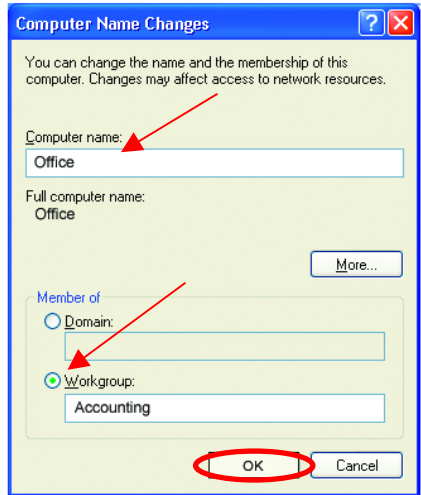 Computer Name Changes
You can change the name and the membership of this
computer. Changes may affect access to network resources.
Computer name:
Office
Full computer name:
Office
More...
Member of
Domain:
Workgroup:
Accounting
OK Cancel